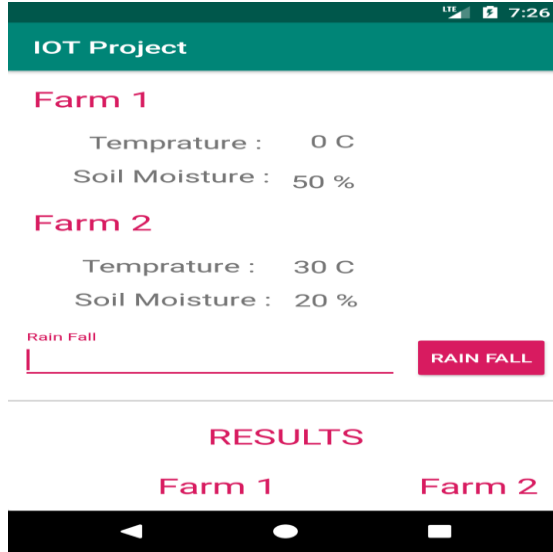 LTE 7:26
IOT Project
Farm 1
Temprature : 0 C
Soil Moisture : 50 %
Farm 2
Temprature : 30 C
Soil Moisture : 20 %
Rain Fall
RAIN FALL
RESULTS
Farm 1 Farm 2